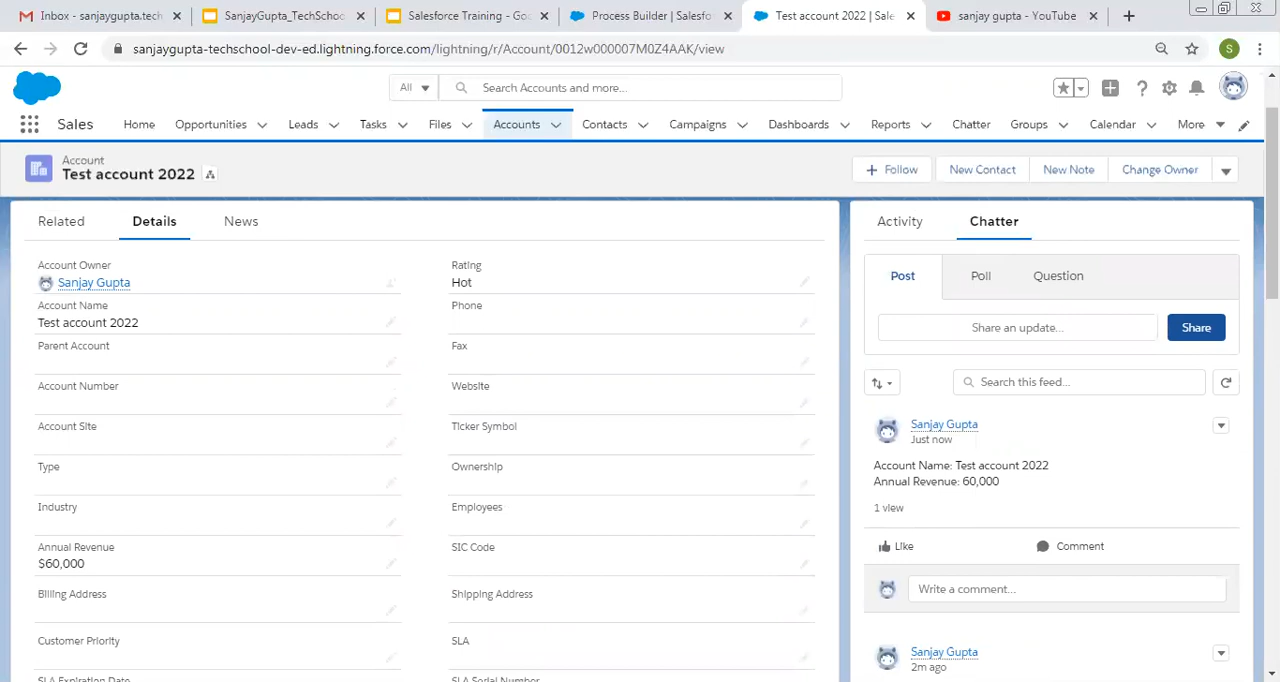 Inbox - sanjaygupta.tech
SanjayGupta_TechSchoo
Salesforce Training - Goo
Process Builder | Salesfo
Test account 2022 | Sale
sanjay gupta - YouTube
sanjaygupta-techschool-dev-ed.lightning.force.com/lightning/r/Account/0012w000007M0Z4AAK/view
S
All
Search Accounts and more...
Sales
Home
Opportunities
Leads
Tasks
Files
Accounts
Contacts
Campaigns
Dashboards
Reports
Chatter
Groups
Calendar
More
Account
Test account 2022
Follow
New Contact
New Note
Change Owner
Related
Details
News
Activity
Chatter
Account Owner
Sanjay Gupta
Rating
Hot
Account Name
Test account 2022
Phone
Parent Account
Fax
Account Number
Website
Account Site
Ticker Symbol
Type
Ownership
Industry
Employees
Annual Revenue
$60,000
SIC Code
Billing Address
Shipping Address
Customer Priority
SLA
SLA Expiration Date
SLA Serial Number
Post
Poll
Question
Share an update...
Share
Search this feed...
Sanjay Gupta
Just now
Account Name: Test account 2022
Annual Revenue: 60,000
1 view
Like
Comment
Write a comment...
Sanjay Gupta
2m ago